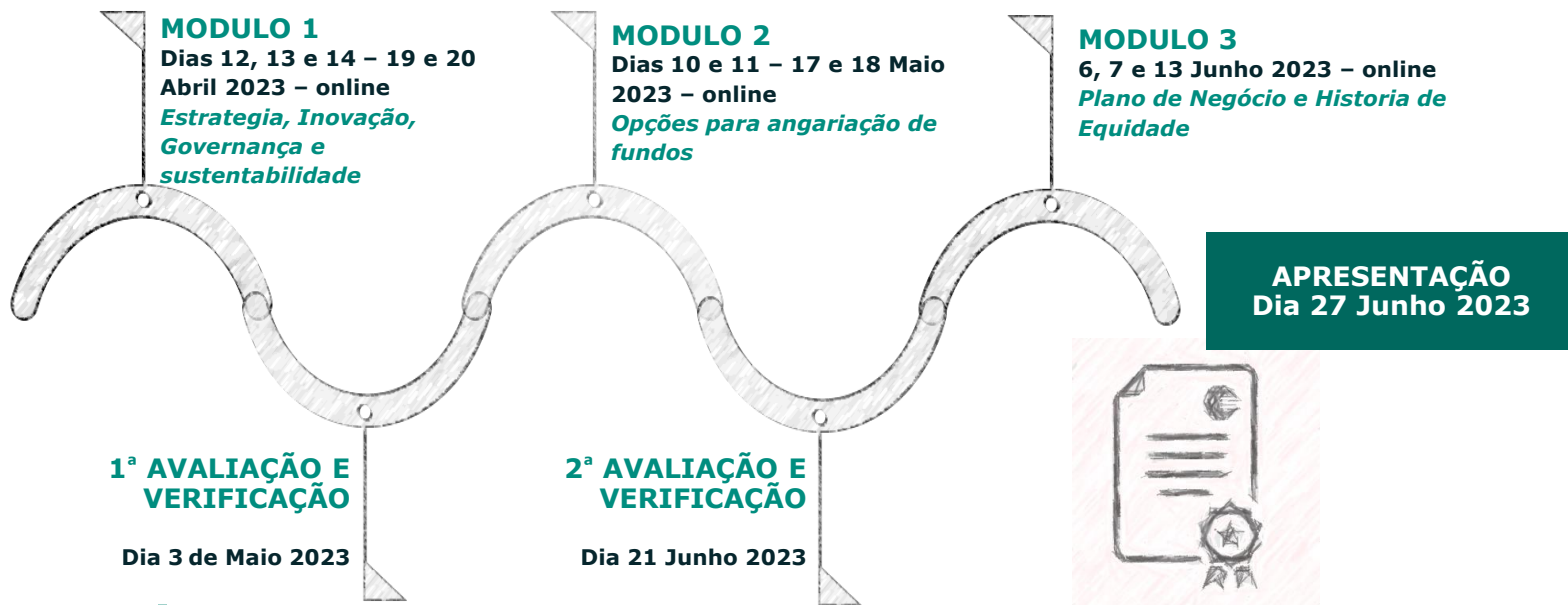 MODULO 1
Dias 12, 13 e 14 – 19 e 20
Abril 2023 – online
Estrategia, Inovação,
Governança e
sustentabilidade
MODULO 2
Dias 10 e 11 – 17 e 18 Maio
2023 – online
Opções para angariação de
fundos
MODULO 3
6, 7 e 13 Junho 2023 – online
Plano de Negócio e Historia de
Equidade
APRESENTAÇÃO
Dia 27 Junho 2023
1ª AVALIAÇÃO E
VERIFICAÇÃO
Dia 3 de Maio 2023
2ª AVALIAÇÃO E
VERIFICAÇÃO
Dia 21 Junho 2023